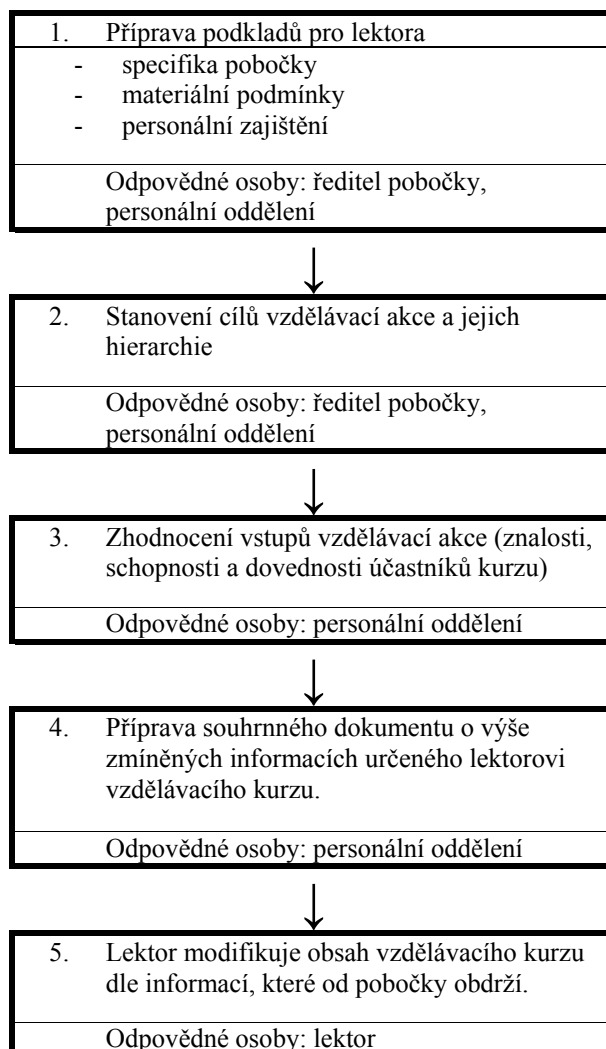 1. Příprava podkladů pro lektora
- specifika pobočky
- materiální podmínky
- personální zajištění
Odpovědné osoby: ředitel pobočky,
personální oddělení
↓
2. Stanovení cílů vzdělávací akce a jejich
hierarchie
Odpovědné osoby: ředitel pobočky,
personální oddělení
↓
3. Zhodnocení vstupů vzdělávací akce (znalosti,
schopnosti a dovednosti účastníků kurzu)
Odpovědné osoby: personální oddělení
↓
4. Příprava souhrnného dokumentu o výše
zmíněných informacích určeného lektorovi
vzdělávacího kurzu.
Odpovědné osoby: personální oddělení
↓
5. Lektor modifikuje obsah vzdělávacího kurzu
dle informací, které od pobočky obdrží.
Odpovědné osoby: lektor